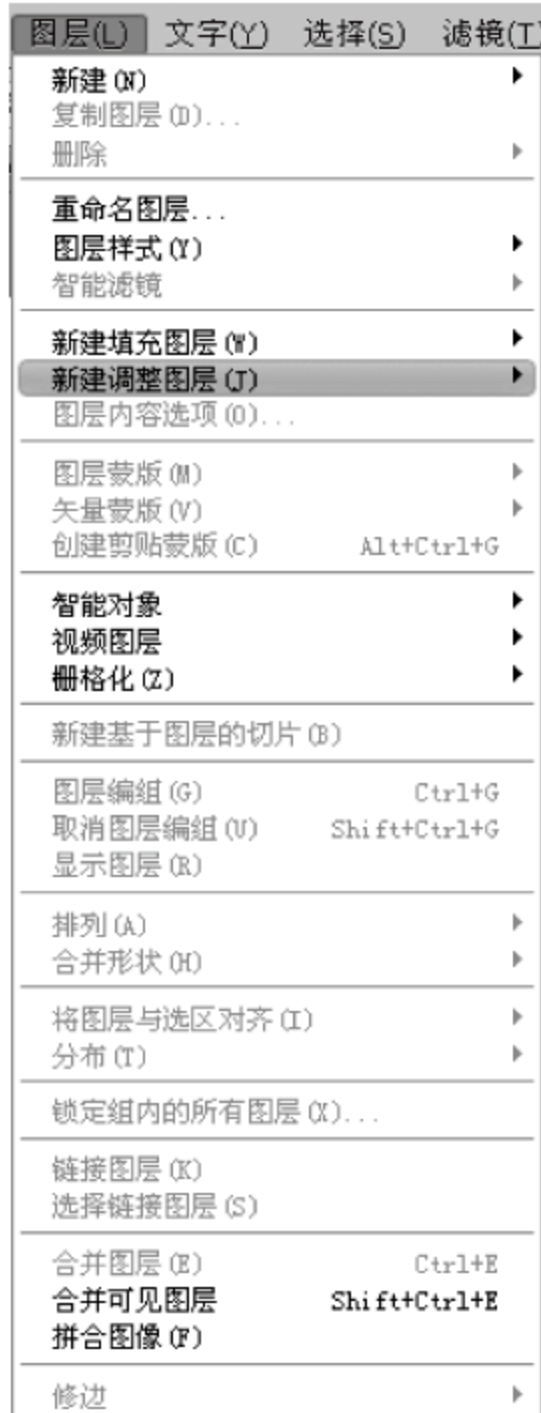 图层(L) 文字(Y) 选择(S) 滤镜(T)
新建(N)
复制图层(D)...
删除
重命名图层...
图层样式(Y)
智能滤镜
新建填充图层(W)
新建调整图层(J)
图层内容选项(O)...
图层蒙版(M)
矢量蒙版(V)
创建剪贴蒙版(C) Alt+Ctrl+G
智能对象
视频图层
栅格化(Z)
新建基于图层的切片(B)
图层编组(G) Ctrl+G
取消图层编组(U) Shift+Ctrl+G
显示图层(R)
排列(A)
合并形状(H)
将图层与选区对齐(I)
分布(T)
锁定组内的所有图层(X)...
链接图层(K)
选择链接图层(S)
合并图层(E) Ctrl+E
合并可见图层 Shift+Ctrl+E
拼合图像(F)
修边